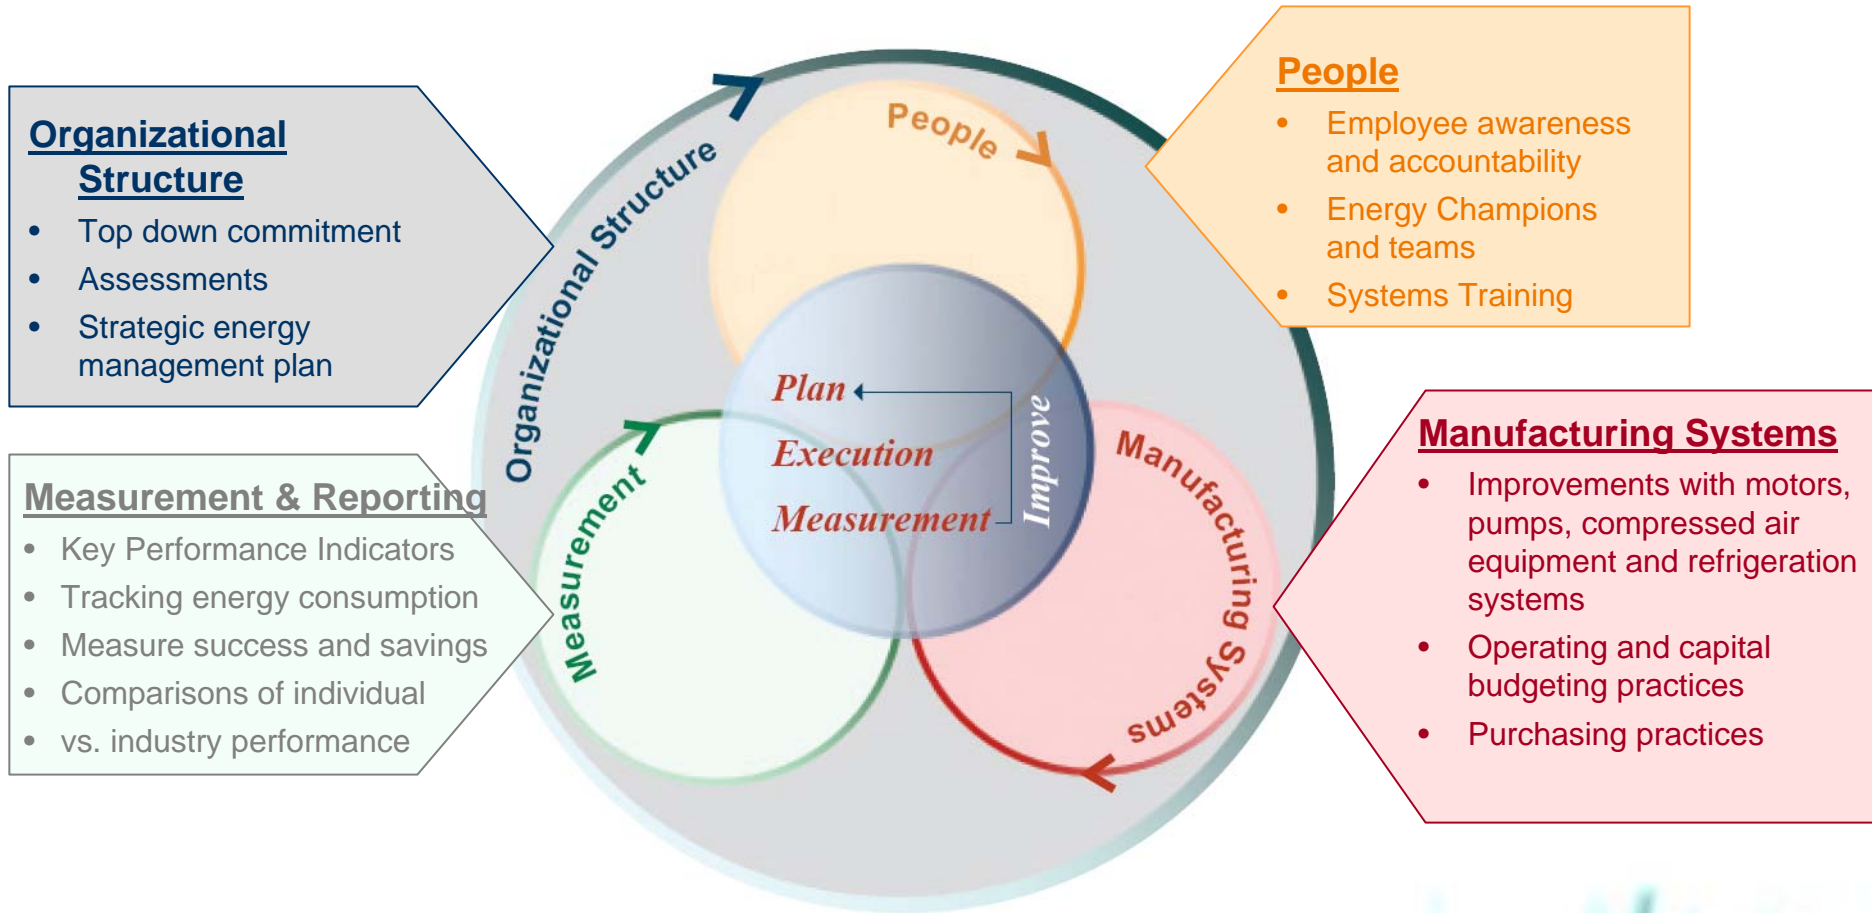 Organizational
Structure
• Top down commitment
• Assessments
• Strategic energy
management plan
Measurement & Reporting
• Key Performance Indicators
• Tracking energy consumption
• Measure success and savings
• Comparisons of individual
• vs. industry performance
Organizational Structure
People
Measurement
Manufacturing Systems
Plan
Execution
Measurement
Improve
People
• Employee awareness
and accountability
• Energy Champions
and teams
• Systems Training
Manufacturing Systems
• Improvements with motors,
pumps, compressed air
equipment and refrigeration
systems
• Operating and capital
budgeting practices
• Purchasing practices